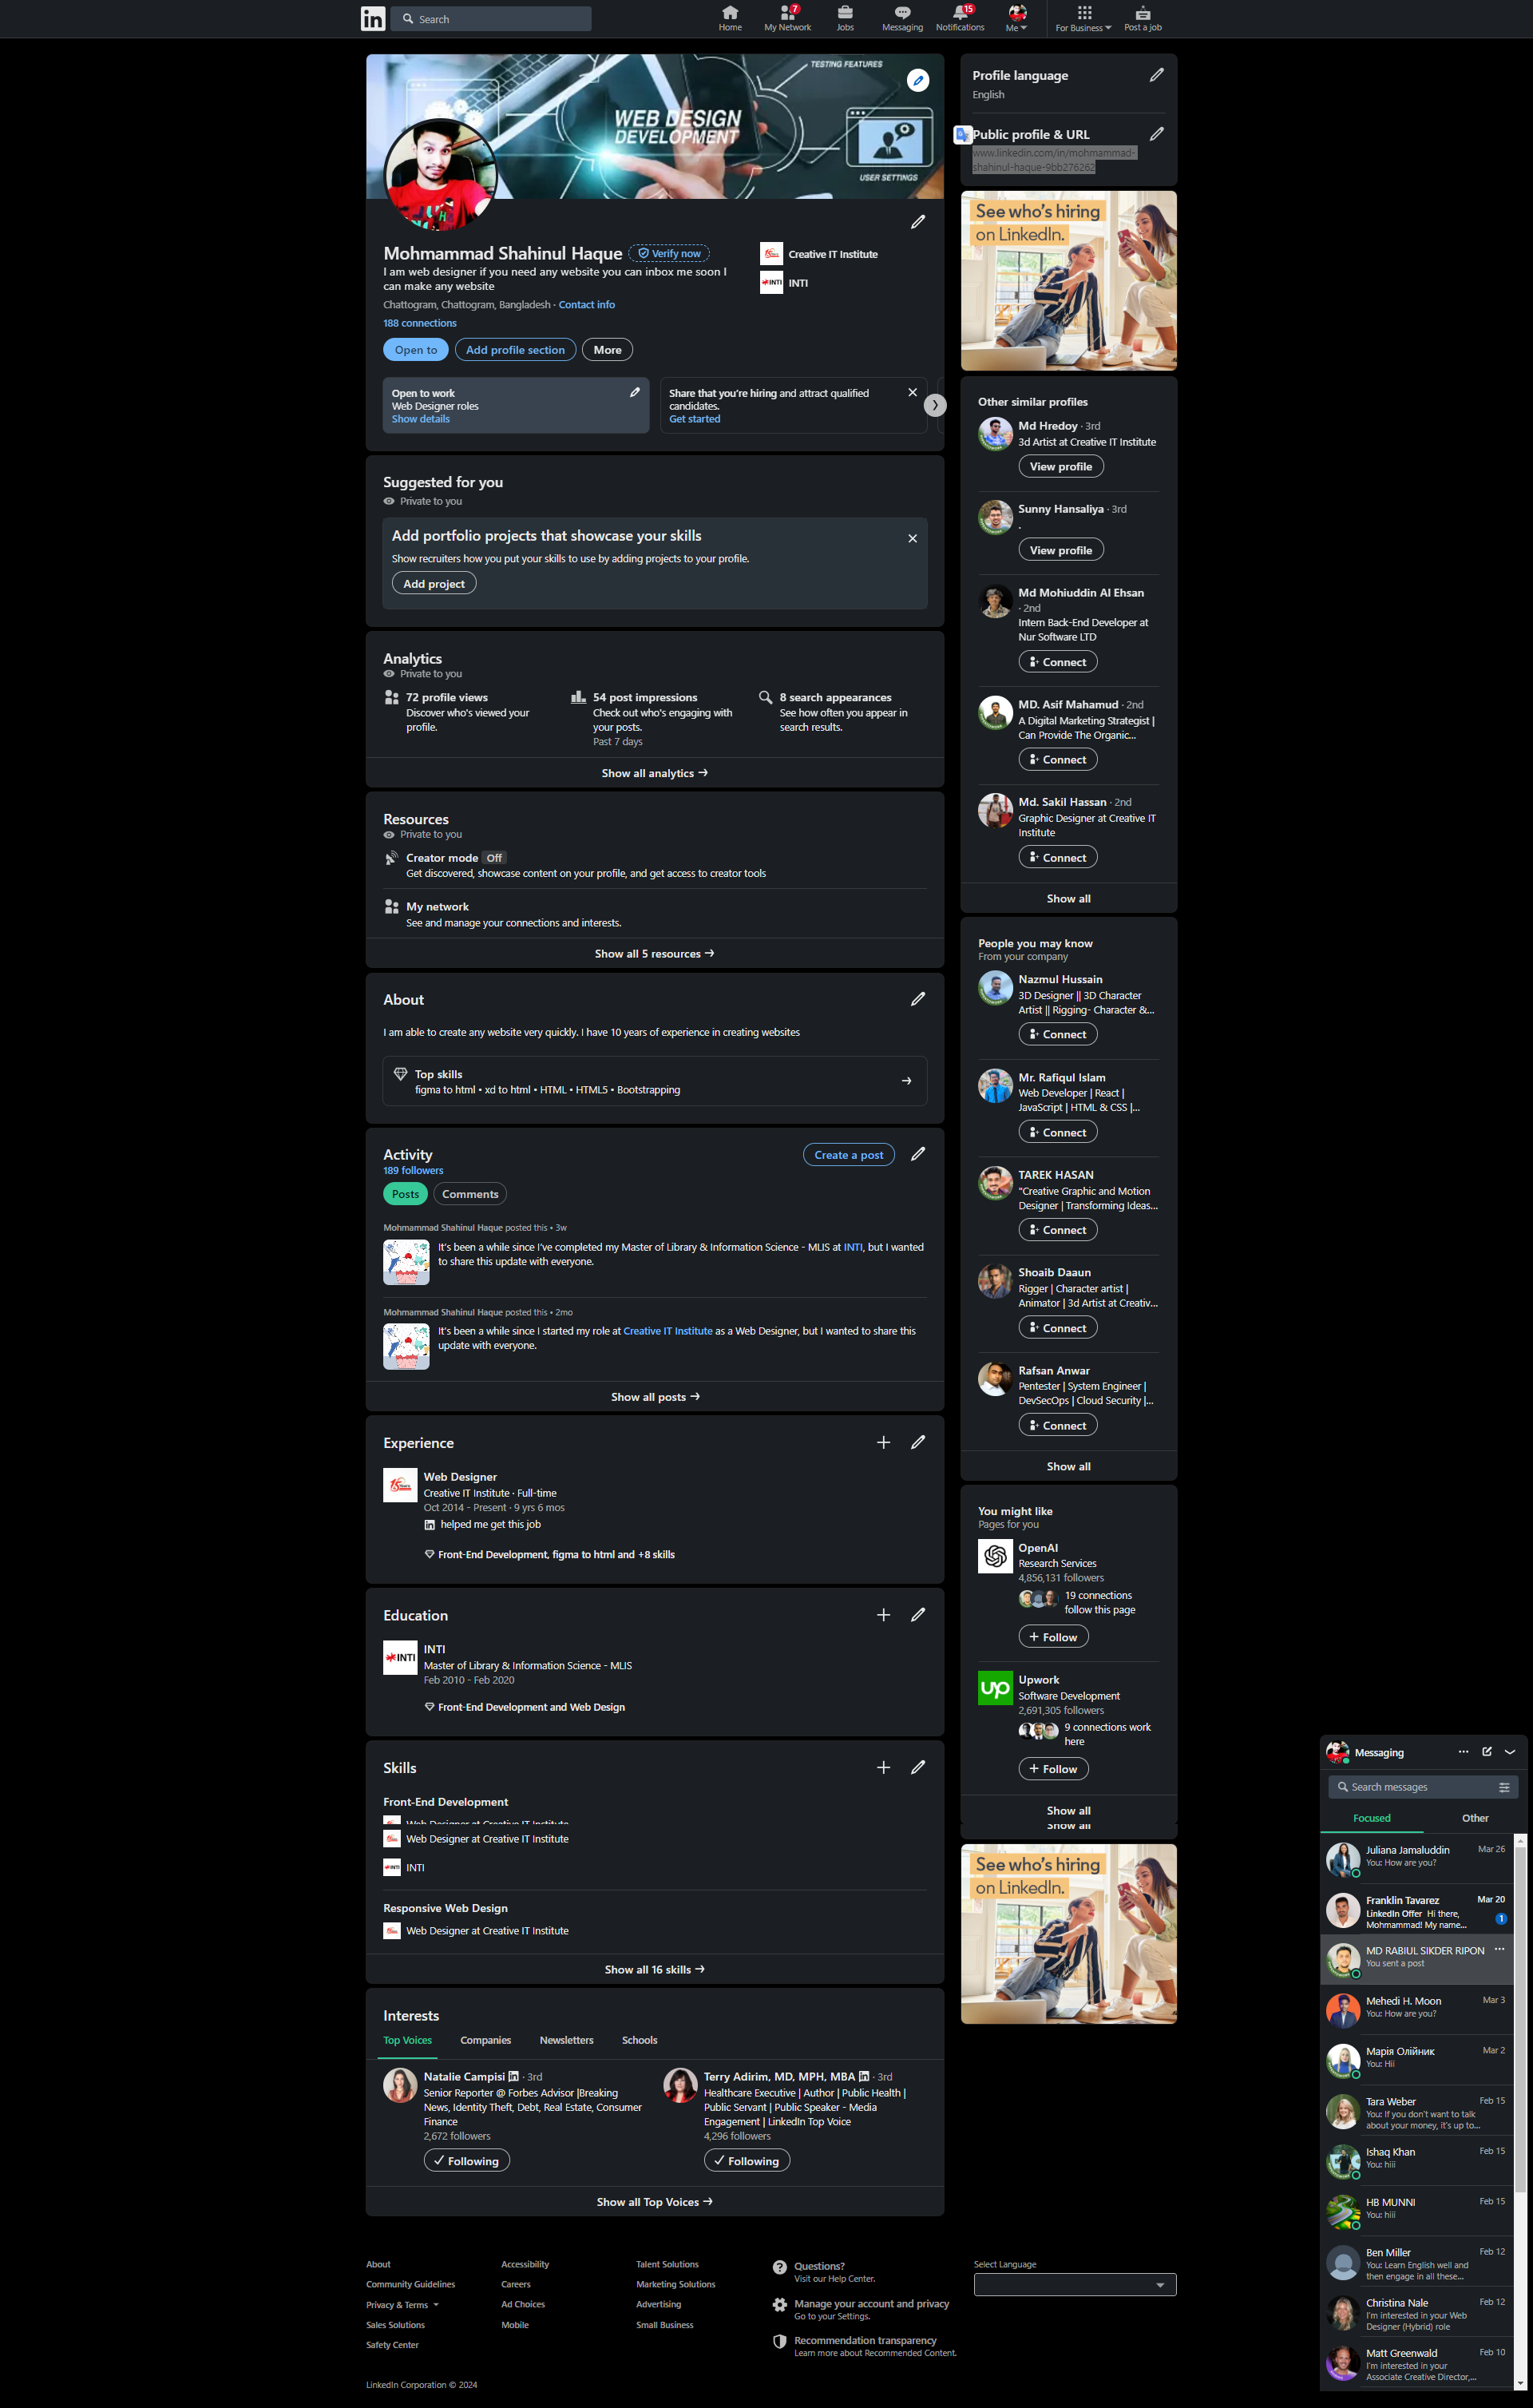 in
Search
Home
7
My Network
Jobs
Messaging
15
Notifications
Me
For Business
Post a job
TESTING FEATURES
WEB DESIGN
DEVELOPMENT
USER SETTINGS
Mohmammad Shahinul Haque
Verify now
I am web designer if you need any website you can inbox me soon I
can make any website
Chattogram, Chattogram, Bangladesh · Contact info
188 connections
Creative IT Institute
INTI
INTI
Open to
Add profile section
More
Open to work
Web Designer roles
Show details
Share that you're hiring and attract qualified
candidates.
Get started
Suggested for you
Private to you
Add portfolio projects that showcase your skills
Show recruiters how you put your skills to use by adding projects to your profile.
Add project
Analytics
Private to you
72 profile views
Discover who's viewed your
profile.
54 post impressions
Check out who's engaging with
your posts.
Past 7 days
8 search appearances
See how often you appear in
search results.
Show all analytics →
Resources
Private to you
Creator mode Off
Get discovered, showcase content on your profile, and get access to creator tools
My network
See and manage your connections and interests.
Show all 5 resources →
About
I am able to create any website very quickly. I have 10 years of experience in creating websites
Top skills
figma to html • xd to html • HTML • HTML5 • Bootstrapping
Activity
189 followers
Create a post
Posts
Comments
Mohmammad Shahinul Haque posted this • 3w
It's been a while since I've completed my Master of Library & Information Science - MLIS at INTI, but I wanted
to share this update with everyone.
Mohmammad Shahinul Haque posted this • 2mo
It's been a while since I started my role at Creative IT Institute as a Web Designer, but I wanted to share this
update with everyone.
Show all posts →
Experience
Web Designer
Creative IT Institute · Full-time
Oct 2014 - Present · 9 yrs 6 mos
in helped me get this job
Front-End Development, figma to html and +8 skills
Education
INTI
INTI
Master of Library & Information Science - MLIS
Feb 2010 - Feb 2020
Front-End Development and Web Design
Skills
Front-End Development
Web Designer at Creative IT Institute
Web Designer at Creative IT Institute
INTI
INTI
Responsive Web Design
Web Designer at Creative IT Institute
Show all 16 skills →
Interests
Top Voices
Companies
Newsletters
Schools
Natalie Campisi in · 3rd
Senior Reporter @ Forbes Advisor |Breaking
News, Identity Theft, Debt, Real Estate, Consumer
Finance
2,672 followers
Following
Terry Adirim, MD, MPH, MBA in · 3rd
Healthcare Executive | Author | Public Health |
Public Servant | Public Speaker - Media
Engagement | LinkedIn Top Voice
4,296 followers
Following
Show all Top Voices →
Profile language
English
Public profile & URL
www.linkedin.com/in/mohmammad-
shahinul-haque-9bb276262
See who's hiring
on LinkedIn.
Other similar profiles
Md Hredoy · 3rd
3d Artist at Creative IT Institute
View profile
Sunny Hansaliya · 3rd
.
View profile
Md Mohiuddin Al Ehsan
· 2nd
Intern Back-End Developer at
Nur Software LTD
Connect
MD. Asif Mahamud · 2nd
A Digital Marketing Strategist |
Can Provide The Organic...
Connect
Md. Sakil Hassan · 2nd
Graphic Designer at Creative IT
Institute
Connect
Show all
People you may know
From your company
Nazmul Hussain
3D Designer || 3D Character
Artist || Rigging- Character &...
Connect
Mr. Rafiqul Islam
Web Developer | React |
JavaScript | HTML & CSS |...
Connect
TAREK HASAN
"Creative Graphic and Motion
Designer | Transforming Ideas...
Connect
Shoaib Daaun
Rigger | Character artist |
Animator | 3d Artist at Creativ...
Connect
Rafsan Anwar
Pentester | System Engineer |
DevSecOps | Cloud Security |...
Connect
Show all
You might like
Pages for you
OpenAI
Research Services
4,856,131 followers
19 connections
follow this page
+ Follow
up
Upwork
Software Development
2,691,305 followers
9 connections work
here
+ Follow
Show all
Show all
See who's hiring
on LinkedIn.
Messaging
Search messages
Focused
Other
Juliana Jamaluddin Mar 26
You: How are you?
Franklin Tavarez Mar 20
LinkedIn Offer Hi there,
Mohmammad! My name...
1
MD RABIUL SIKDER RIPON
You sent a post
Mehedi H. Moon Mar 3
You: How are you?
Марія Олійник Mar 2
You: Hii
Tara Weber Feb 15
You: If you don't want to talk
about your money, it's up to...
Ishaq Khan Feb 15
You: hiii
HB MUNNI Feb 15
You: hiii
Ben Miller Feb 12
You: Learn English well and
then engage in all these...
Christina Nale Feb 12
I'm interested in your Web
Designer (Hybrid) role
Matt Greenwald Feb 10
I'm interested in your
Associate Creative Director,...
About
Accessibility
Talent Solutions
Community Guidelines
Careers
Marketing Solutions
Privacy & Terms
Ad Choices
Advertising
Sales Solutions
Mobile
Small Business
Safety Center
Questions?
Visit our Help Center.
Manage your account and privacy
Go to your Settings.
Recommendation transparency
Learn more about Recommended Content.
Select Language
LinkedIn Corporation © 2024